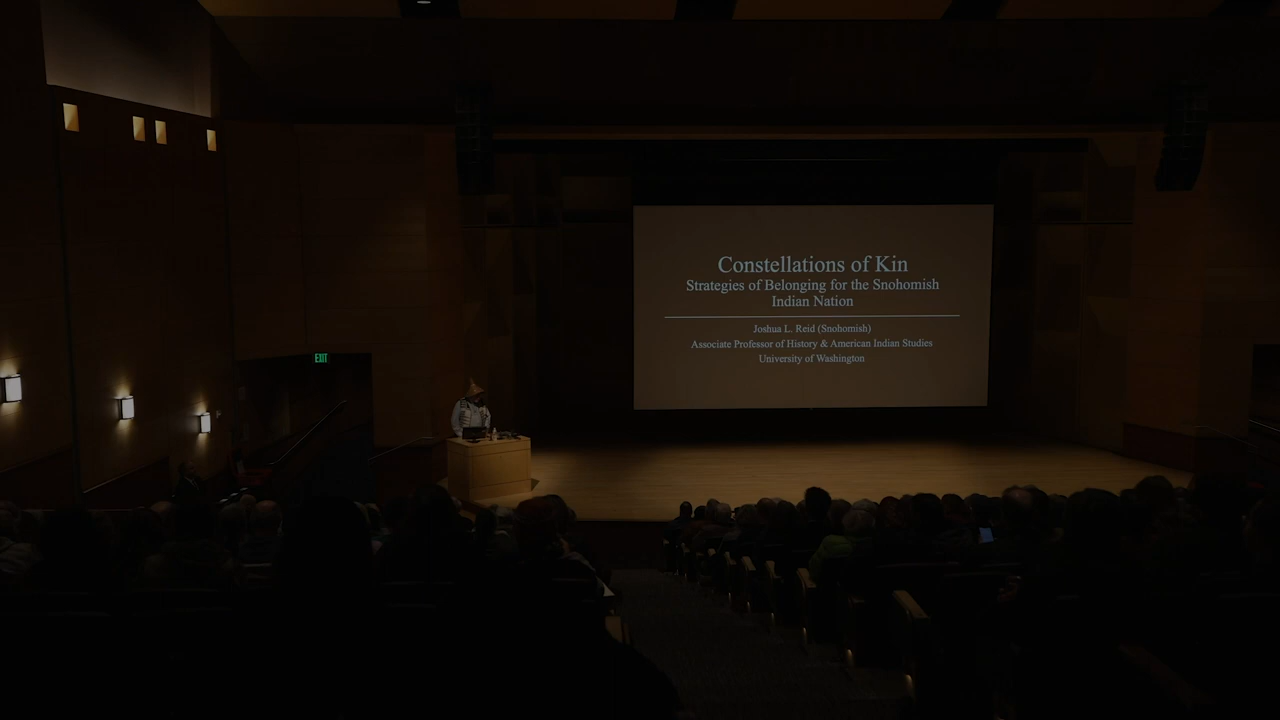 EXIT
Constellations of Kin
Strategies of Belonging for the Snohomish
Indian Nation
Joshua L. Reid (Snohomish)
Associate Professor of History & American Indian Studies
University of Washington